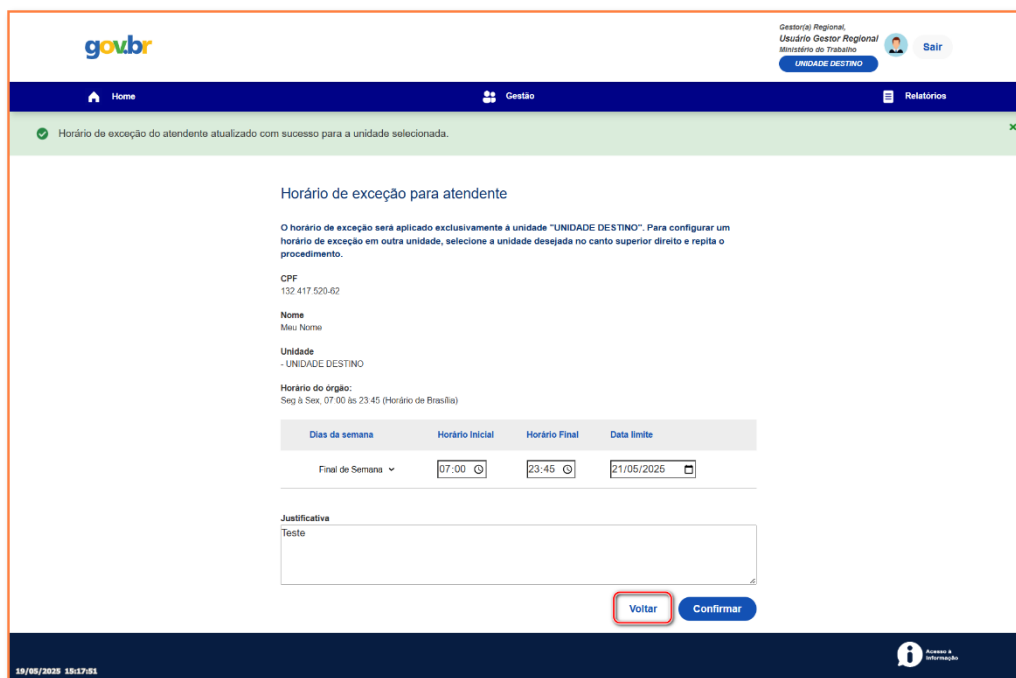 gov.br
Gestor(a) Regional,
Usuário Gestor Regional
Ministério do Trabalho
UNIDADE DESTINO
Sair
Home
Gestão
Relatórios
Horário de exceção do atendente atualizado com sucesso para a unidade selecionada.
Horário de exceção para atendente
O horário de exceção será aplicado exclusivamente à unidade "UNIDADE DESTINO". Para configurar um
horário de exceção em outra unidade, selecione a unidade desejada no canto superior direito e repita o
procedimento.
CPF
132.417.520-62
Nome
Meu Nome
Unidade
- UNIDADE DESTINO
Horário do órgão:
Seg à Sex, 07:00 às 23:45 (Horário de Brasília)
Dias da semana Horário Inicial Horário Final Data limite
Final de Semana 07:00 23:45 21/05/2025
Justificativa
Teste
Voltar Confirmar
Acesso à
Informação
19/05/2025 15:17:51